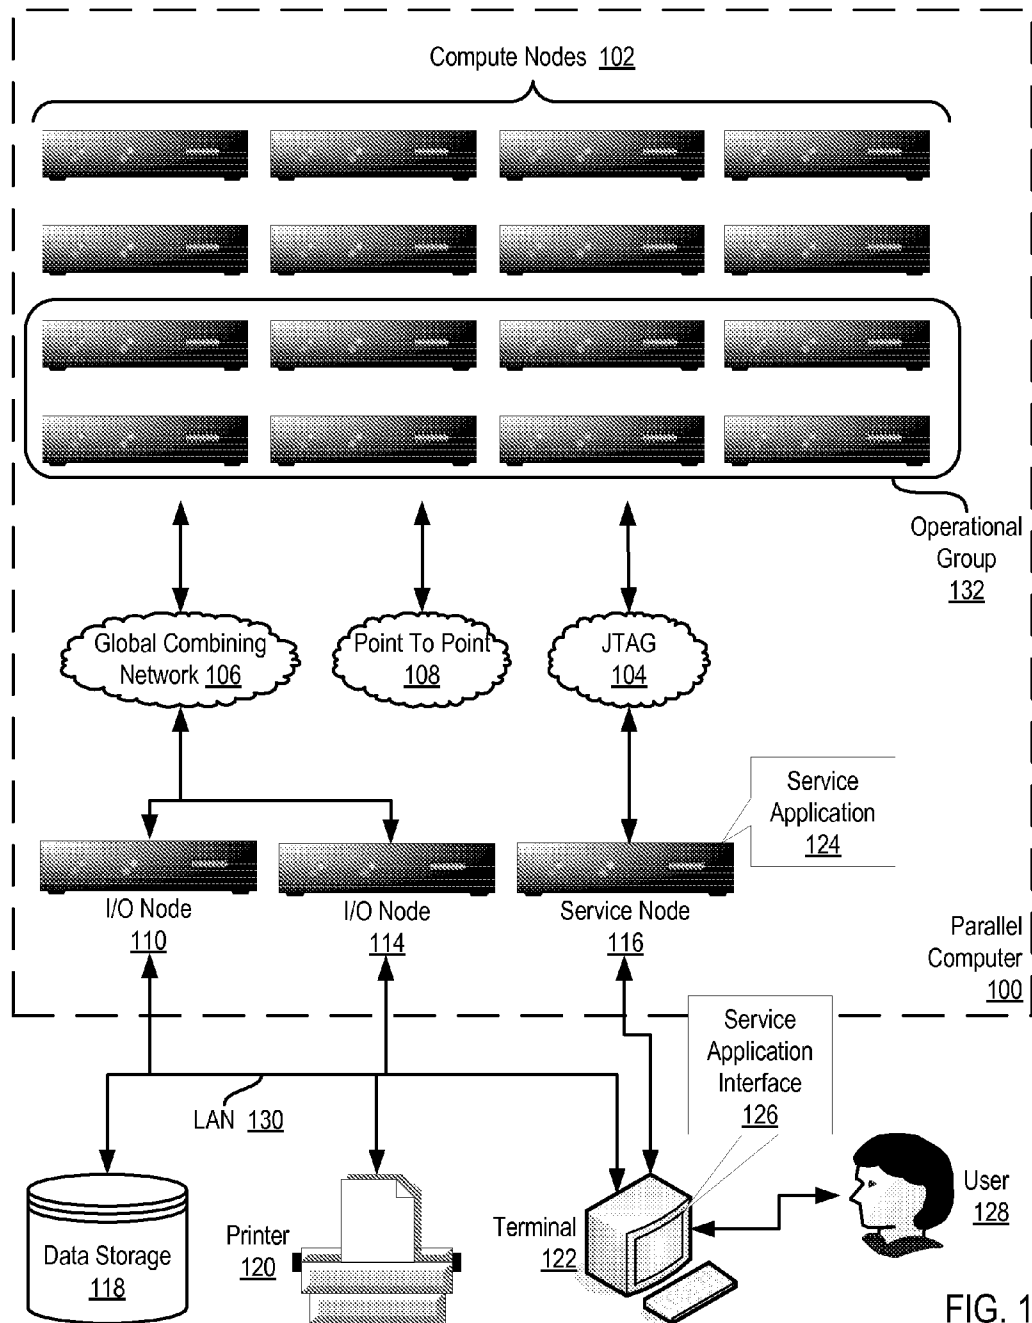 Compute Nodes 102
Operational
Group
132
Global Combining
Network 106
Point To Point
108
JTAG
104
Service
Application
124
I/O Node
110
I/O Node
114
Service Node
116
Parallel
Computer
100
Service
Application
Interface
126
LAN 130
Data Storage
118
Printer
120
Terminal
122
User
128
FIG. 1